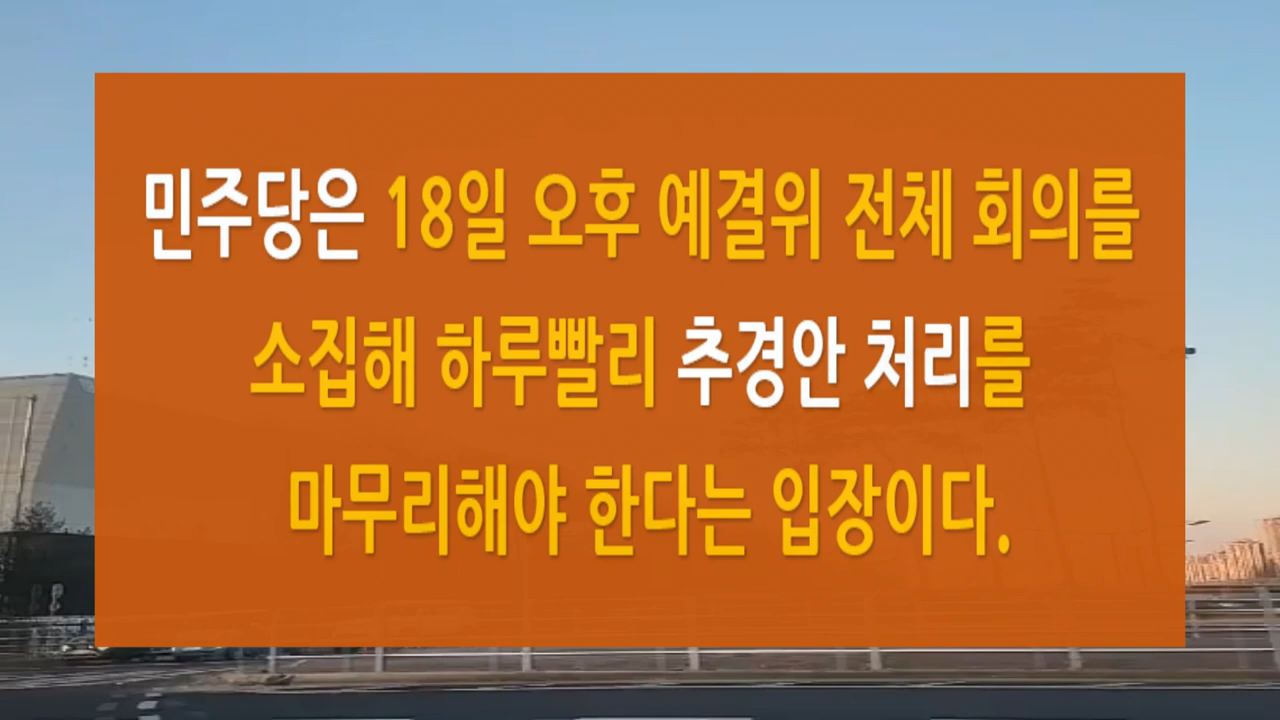 민주당은 18일 오후 예결위 전체 회의를
소집해 하루빨리 추경안 처리를
마무리해야 한다는 입장이다.